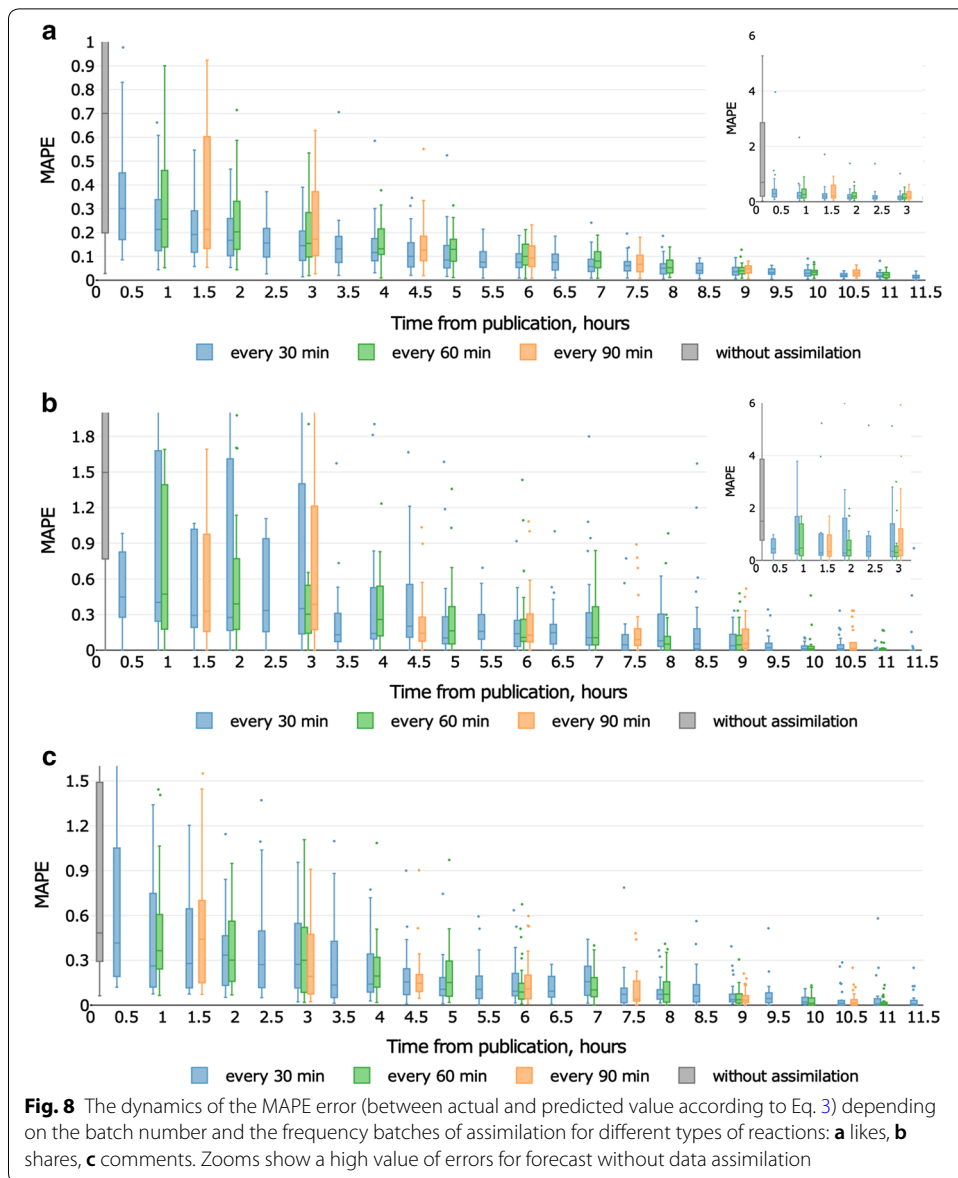 a
1
0.9
0.8
0.7
0.6
0.5
0.4
0.3
0.2
0.1
0
MAPE
6
4
2
0
MAPE
0 0.5 1 1.5 2 2.5 3
0 0.5 1 1.5 2 2.5 3 3.5 4 4.5 5 5.5 6 6.5 7 7.5 8 8.5 9 9.5 10 10.5 11 11.5
Time from publication, hours
every 30 min every 60 min every 90 min without assimilation
b
1.8
1.5
1.2
0.9
0.6
0.3
0
MAPE
6
4
2
0
MAPE
0 0.5 1 1.5 2 2.5 3
0 0.5 1 1.5 2 2.5 3 3.5 4 4.5 5 5.5 6 6.5 7 7.5 8 8.5 9 9.5 10 10.5 11 11.5
Time from publication, hours
every 30 min every 60 min every 90 min without assimilation
c
1.5
1.2
0.9
0.6
0.3
0
MAPE
0 0.5 1 1.5 2 2.5 3 3.5 4 4.5 5 5.5 6 6.5 7 7.5 8 8.5 9 9.5 10 10.5 11 11.5
Time from publication, hours
every 30 min every 60 min every 90 min without assimilation
Fig. 8 The dynamics of the MAPE error (between actual and predicted value according to Eq. 3) depending
on the batch number and the frequency batches of assimilation for different types of reactions: a likes, b
shares, c comments. Zooms show a high value of errors for forecast without data assimilation